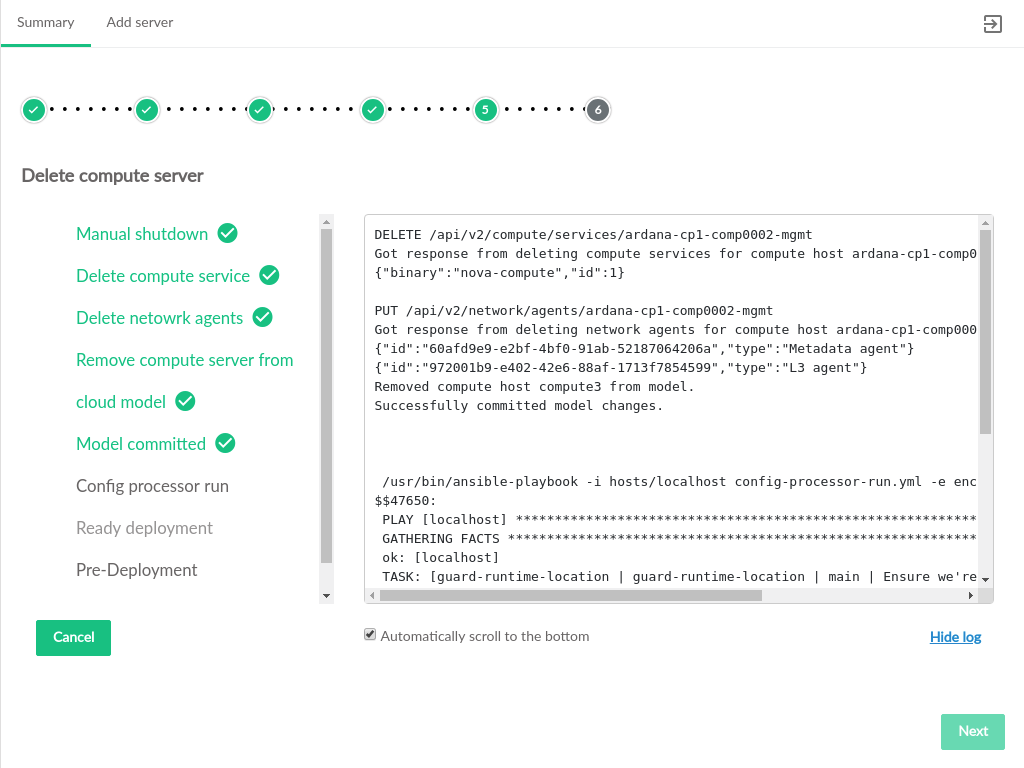 Summary
Add server
5
6
Delete compute server
Manual shutdown
Delete compute service
Delete netowrk agents
Remove compute server from
cloud model
Model committed
Config processor run
Ready deployment
Pre-Deployment
DELETE /api/v2/compute/services/ardana-cp1-comp0002-mgmt
Got response from deleting compute services for compute host ardana-cp1-comp0
{"binary":"nova-compute","id":1}
PUT /api/v2/network/agents/ardana-cp1-comp0002-mgmt
Got response from deleting network agents for compute host ardana-cp1-comp000
{"id":"60afd9e9-e2bf-4bf0-91ab-52187064206a","type":"Metadata agent"}
{"id":"972001b9-e402-42e6-88af-1713f7854599","type":"L3 agent"}
Removed compute host compute3 from model.
Successfully committed model changes.
/usr/bin/ansible-playbook -i hosts/localhost config-processor-run.yml -e enc
$$47650:
PLAY [localhost] ***********************************************************
GATHERING FACTS ************************************************************
ok: [localhost]
TASK: [guard-runtime-location | guard-runtime-location | main | Ensure we're
Cancel
Automatically scroll to the bottom
Hide log
Next